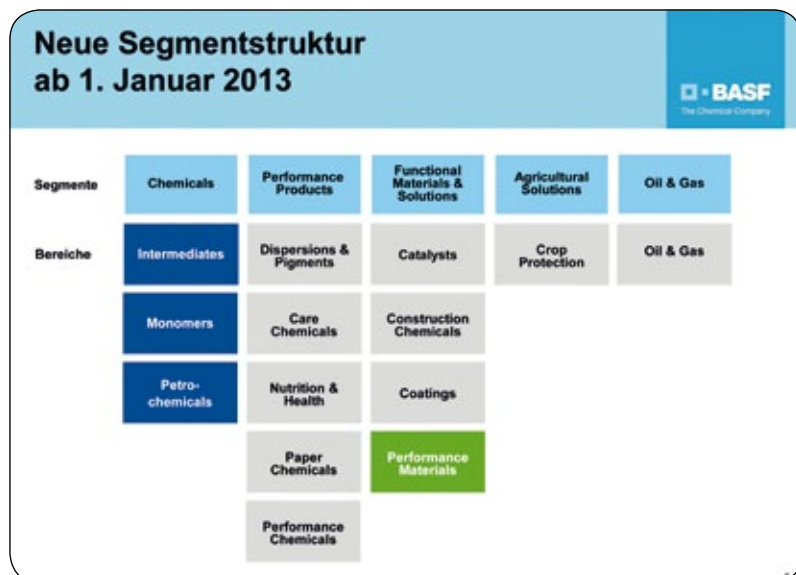 Neue Segmentstruktur
ab 1. Januar 2013
BASF
The Chemical Company
Segmente
Chemicals
Performance
Products
Functional
Materials &
Solutions
Agricultural
Solutions
Oil & Gas
Bereiche
Intermediates
Dispersions &
Pigments
Catalysts
Crop
Protection
Oil & Gas
Monomers
Care
Chemicals
Construction
Chemicals
Petro-
chemicals
Nutrition &
Health
Coatings
Paper
Chemicals
Performance
Materials
Performance
Chemicals